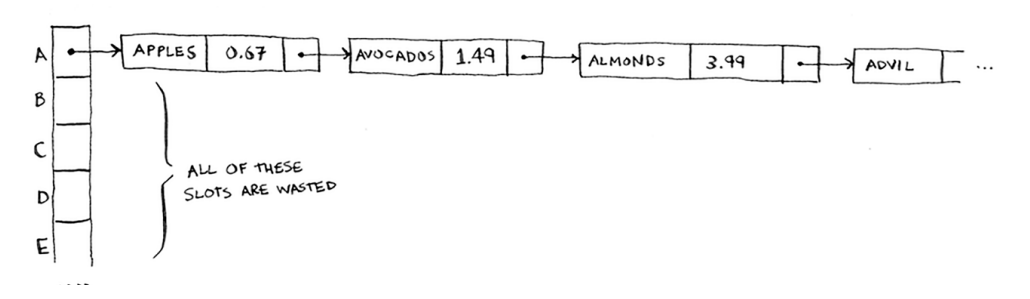 A APPLES 0.67 AVOCADOS 1.49 ALMONDS 3.99 ADVIL ...
B
C
ALL OF THESE
SLOTS ARE WASTED
D
E